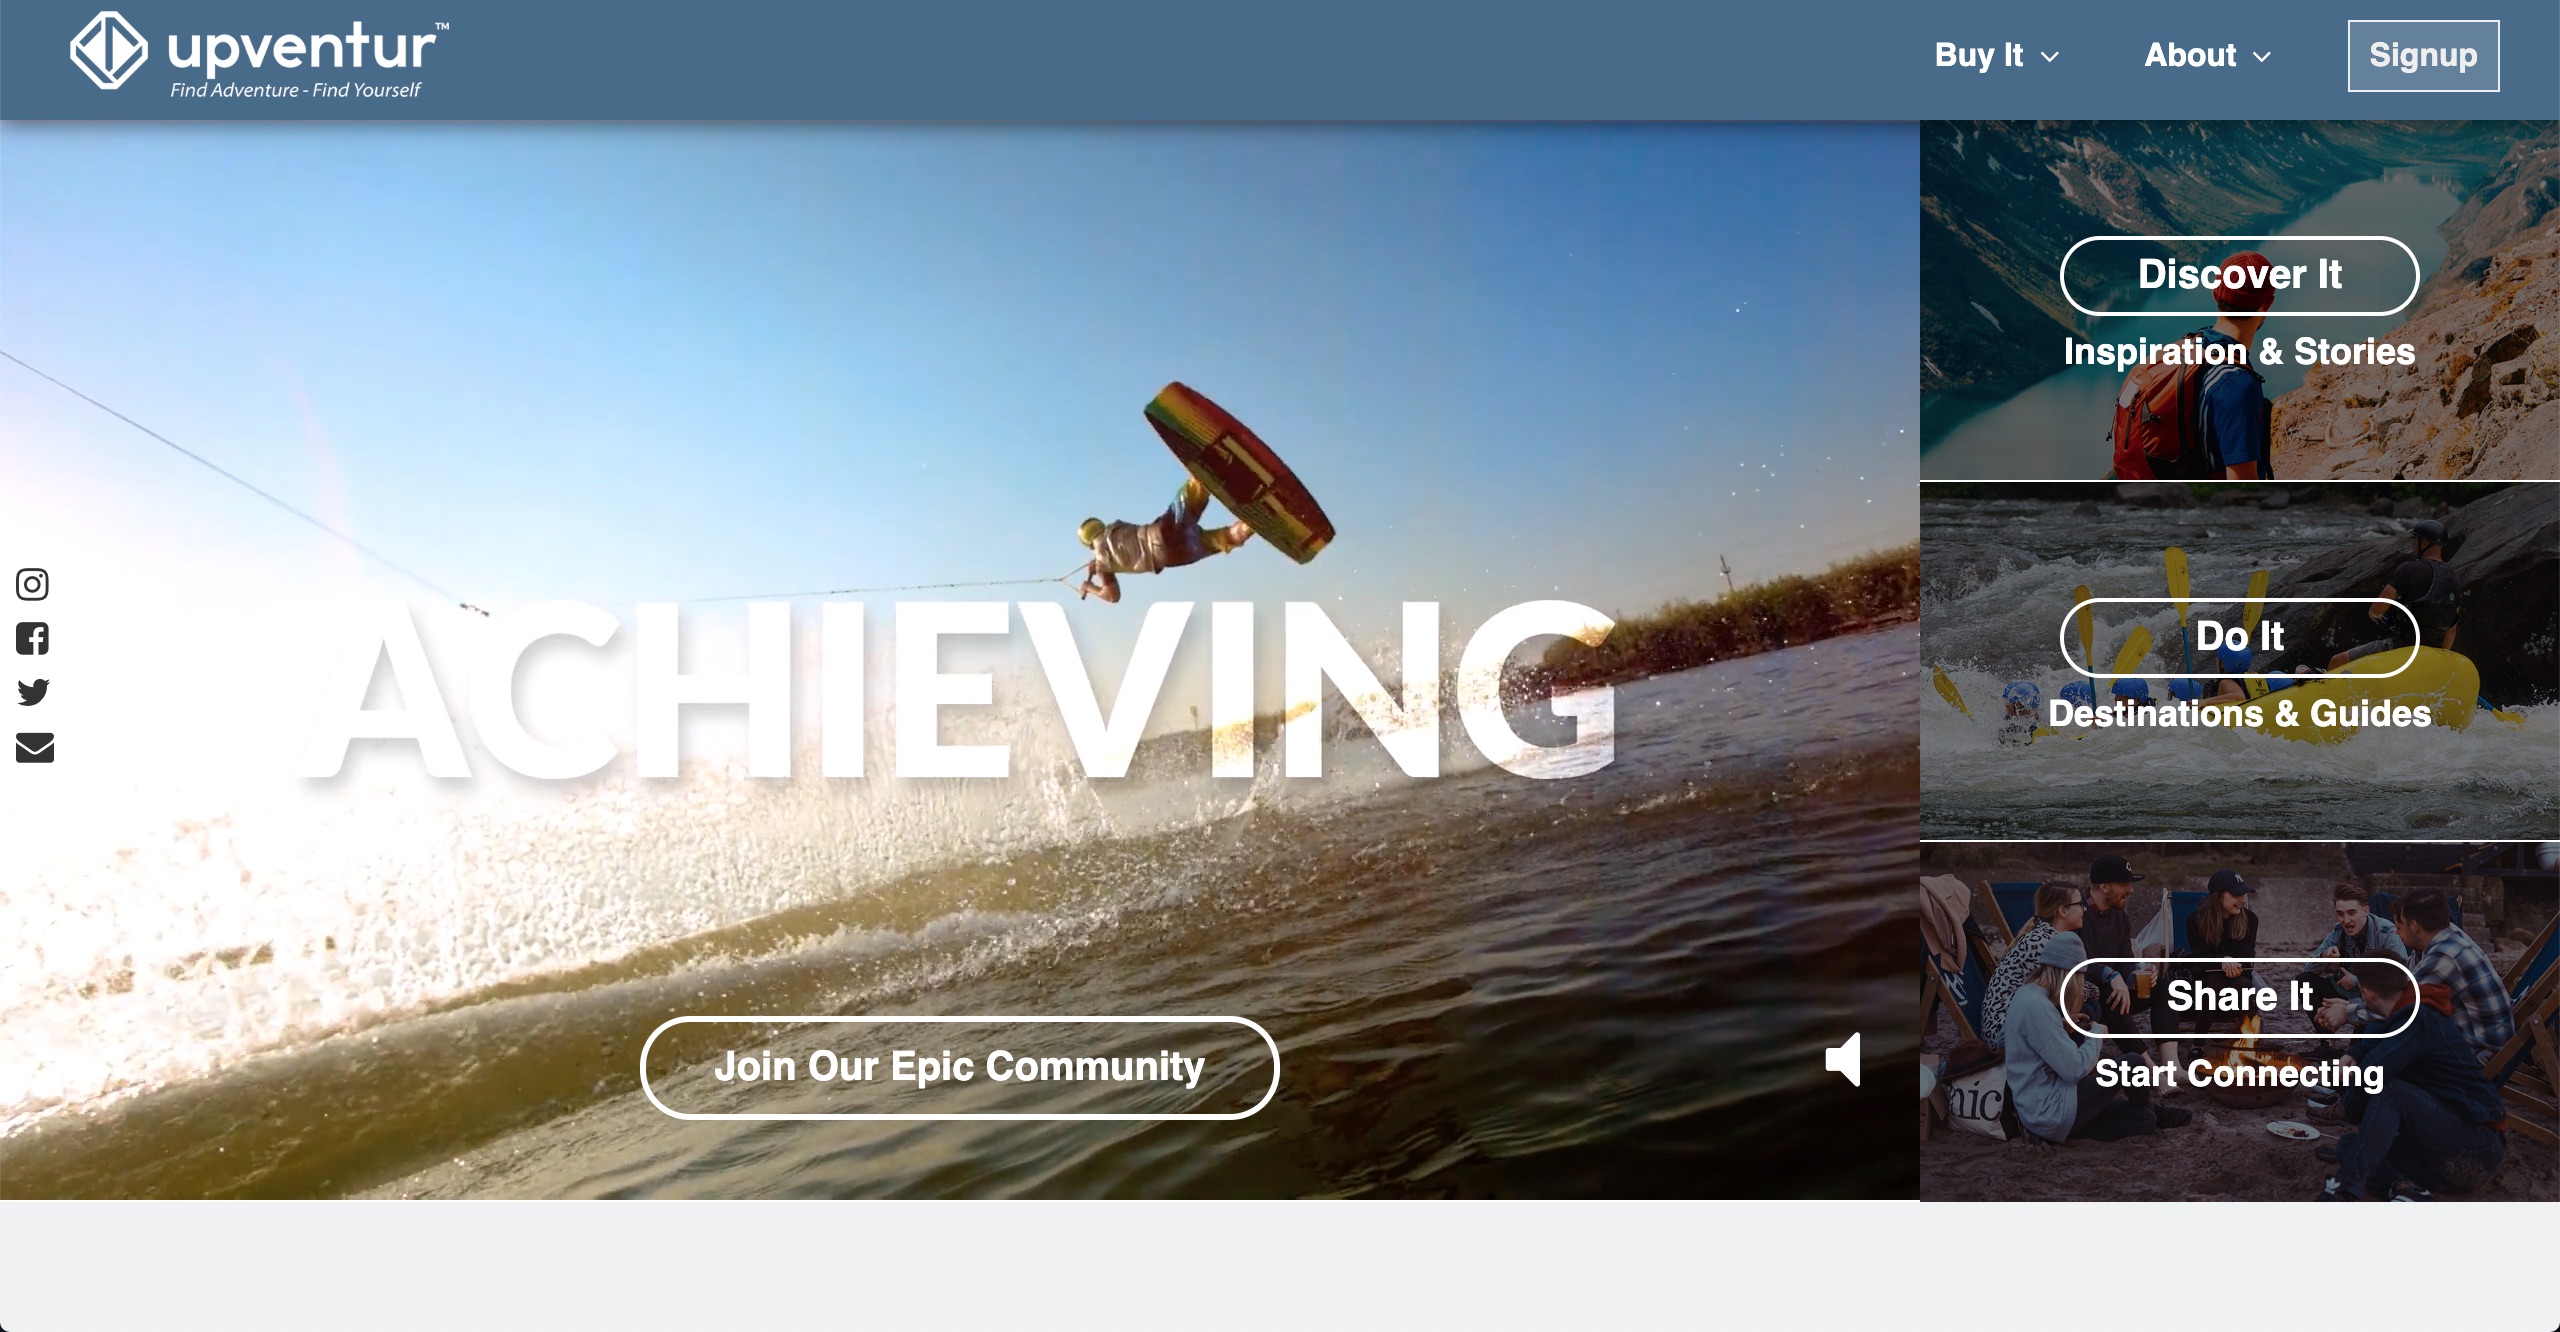 upventur™
Find Adventure - Find Yourself
Buy It
About
Signup
ACHIEVING
Join Our Epic Community
Discover It
Inspiration & Stories
Do It
Destinations & Guides
Share It
Start Connecting